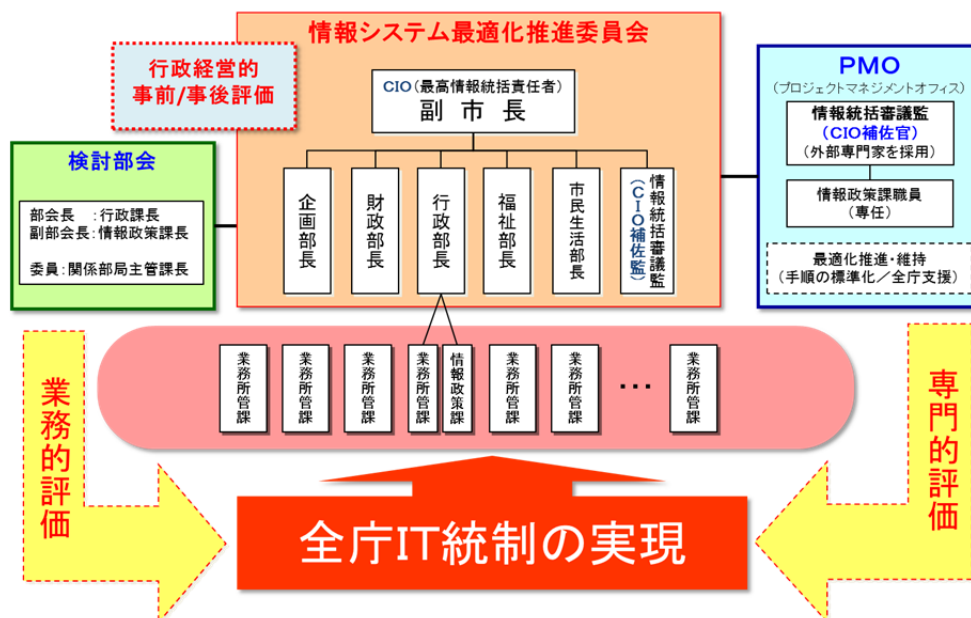 情報システム最適化推進委員会
行政経営的
事前/事後評価
CIO(最高情報統括責任者)
副市長
企画部長
財政部長
行政部長
福祉部長
市民生活部長
情報統括審議監
(CIO補佐監)
検討部会
部会長 :行政課長
副部会長:情報政策課長
委員:関係部局主管課長
PMO
(プロジェクトマネジメントオフィス)
情報統括審議監
(CIO補佐官)
(外部専門家を採用)
情報政策課職員
(専任)
最適化推進・維持
(手順の標準化/全庁支援)
業務所管課
業務所管課
業務所管課
業務所管課
情報政策課
業務所管課
業務所管課
・・・
業務所管課
業務的評価
専門的評価
全庁IT統制の実現